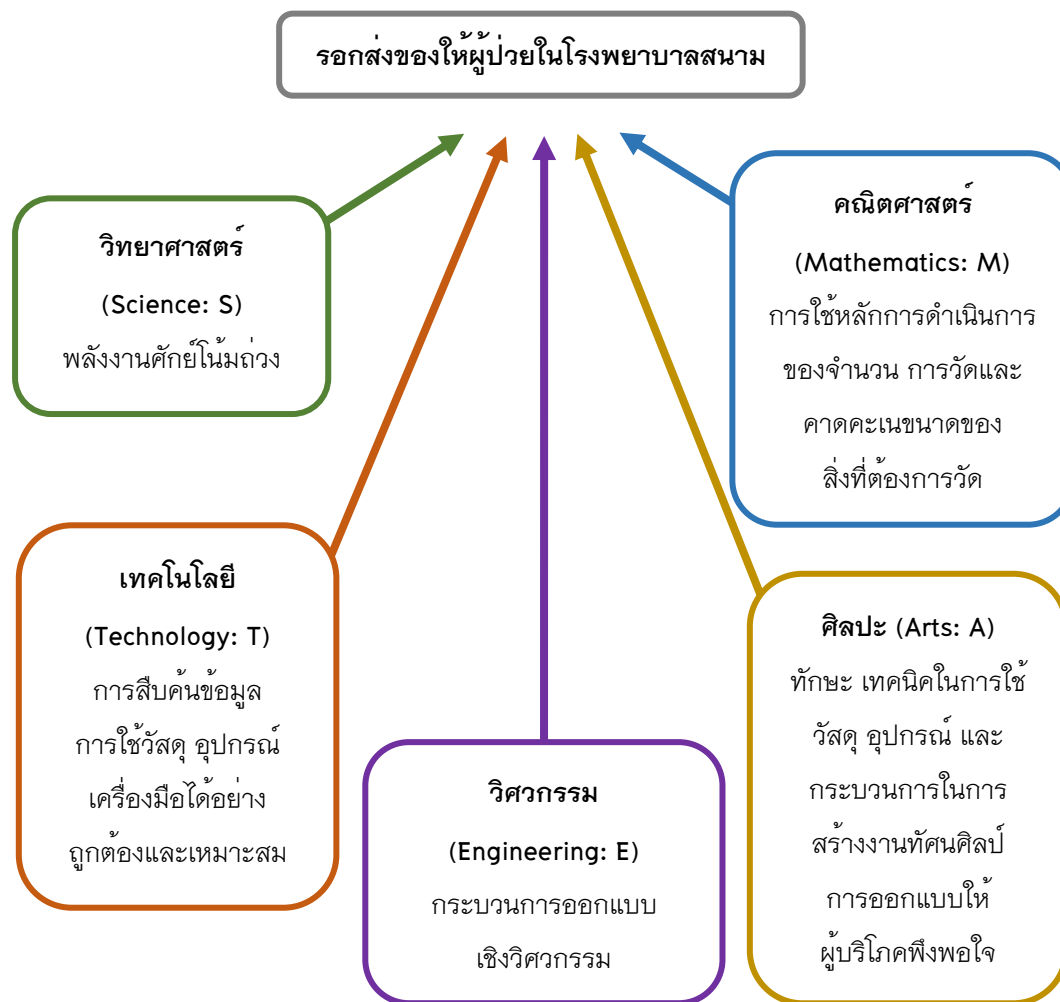 รอกส่งของให้ผู้ป่วยในโรงพยาบาลสนาม
วิทยาศาสตร์
(Science: S)
พลังงานศักย์โน้มถ่วง
คณิตศาสตร์
(Mathematics: M)
การใช้หลักการดำเนินการ
ของจำนวน การวัดและ
คาดคะเนขนาดของ
สิ่งที่ต้องการวัด
เทคโนโลยี
(Technology: T)
การสืบค้นข้อมูล
การใช้วัสดุ อุปกรณ์
เครื่องมือได้อย่าง
ถูกต้องและเหมาะสม
วิศวกรรม
(Engineering: E)
กระบวนการออกแบบ
เชิงวิศวกรรม
ศิลปะ (Arts: A)
ทักษะ เทคนิคในการใช้
วัสดุ อุปกรณ์ และ
กระบวนการในการ
สร้างงานทัศนศิลป์
การออกแบบให้
ผู้บริโภคพึงพอใจ